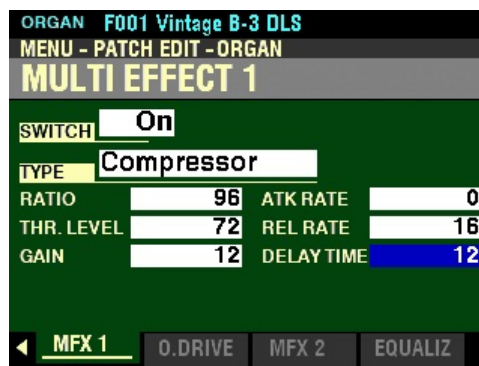 ORGAN F001 Vintage B-3 DLS
MENU - PATCH EDIT - ORGAN
MULTI EFFECT 1
SWITCH On
TYPE Compressor
RATIO 96 ATK RATE 0
THR. LEVEL 72 REL RATE 16
GAIN 12 DELAY TIME 12
MFX 1 O.DRIVE MFX 2 EQUALIZ